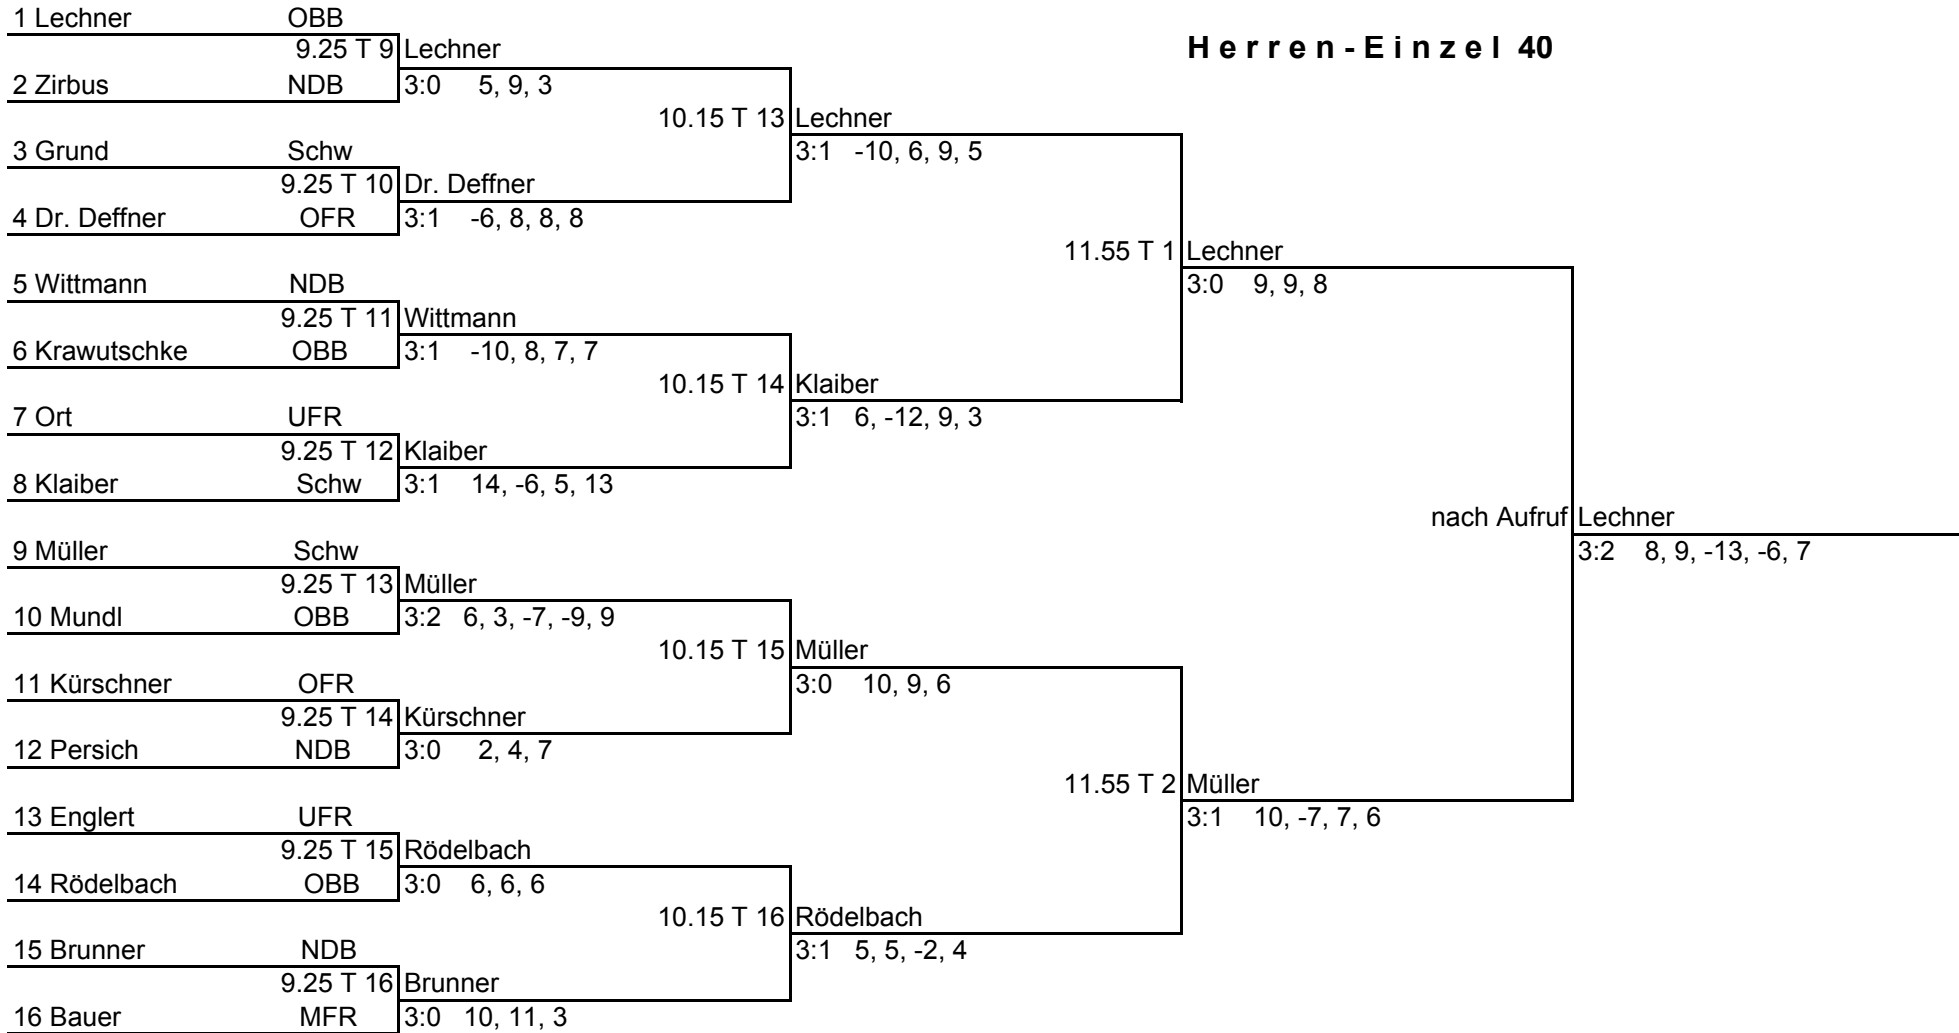 1 Lechner OBB
9.25 T 9 Lechner
H e r r e n - E i n z e l 40
2 Zirbus NDB 3:0 5, 9, 3
10.15 T 13 Lechner
3 Grund Schw 3:1 -10, 6, 9, 5
9.25 T 10 Dr. Deffner
4 Dr. Deffner OFR 3:1 -6, 8, 8, 8
11.55 T 1 Lechner
5 Wittmann NDB 3:0 9, 9, 8
9.25 T 11 Wittmann
6 Krawutschke OBB 3:1 -10, 8, 7, 7
10.15 T 14 Klaiber
7 Ort UFR 3:1 6, -12, 9, 3
9.25 T 12 Klaiber
8 Klaiber Schw 3:1 14, -6, 5, 13
nach Aufruf Lechner
9 Müller Schw 3:2 8, 9, -13, -6, 7
9.25 T 13 Müller
10 Mundl OBB 3:2 6, 3, -7, -9, 9
10.15 T 15 Müller
11 Kürschner OFR 3:0 10, 9, 6
9.25 T 14 Kürschner
12 Persich NDB 3:0 2, 4, 7
11.55 T 2 Müller
13 Englert UFR 3:1 10, -7, 7, 6
9.25 T 15 Rödelbach
14 Rödelbach OBB 3:0 6, 6, 6
10.15 T 16 Rödelbach
15 Brunner NDB 3:1 5, 5, -2, 4
9.25 T 16 Brunner
16 Bauer MFR 3:0 10, 11, 3